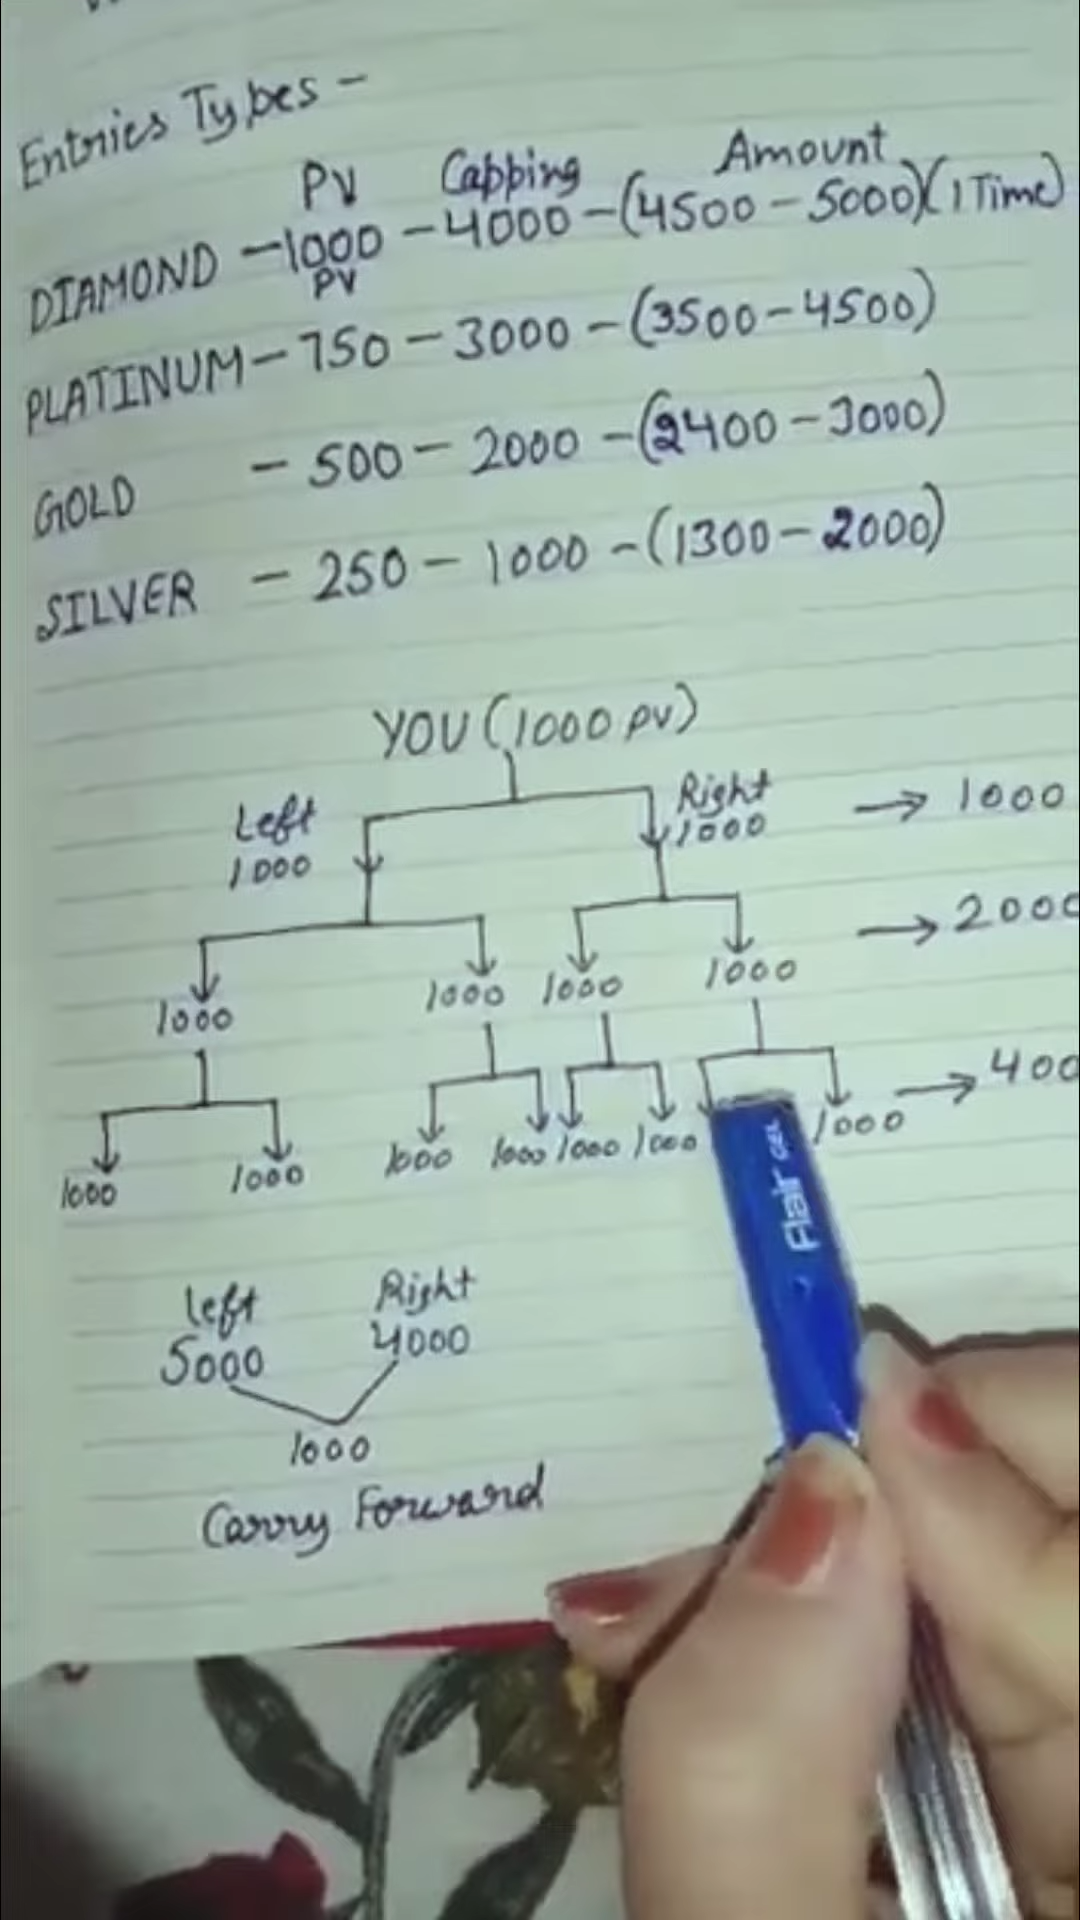 Entries Types -
PV Capping Amount
DIAMOND - 1000 PV - 4000 - (4500 - 5000) (1 Time)
PLATINUM - 750 - 3000 - (3500 - 4500)
GOLD - 500 - 2000 - (2400 - 3000)
SILVER - 250 - 1000 - (1300 - 2000)
YOU (1000 PV)
Left Right
1000 1000 → 1000
1000 1000 1000 1000 → 2000
1000 1000 1000 1000 1000 1000 1000 → 400
Left Right
5000 4000
1000
Carry Forward
Flair GEL